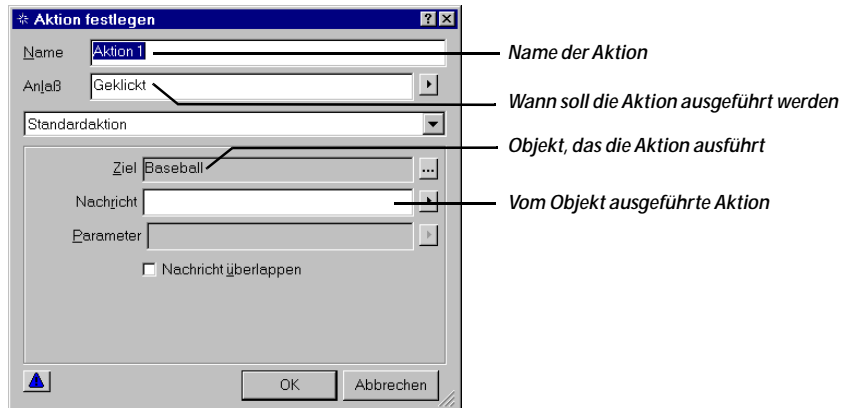 Aktion festlegen
Name Aktion 1
Name der Aktion
Anlaß Geklickt
Wann soll die Aktion ausgeführt werden
Standardaktion
Objekt, das die Aktion ausführt
Ziel Baseball ...
Nachricht
Vom Objekt ausgeführte Aktion
Parameter
Nachricht überlappen
OK Abbrechen